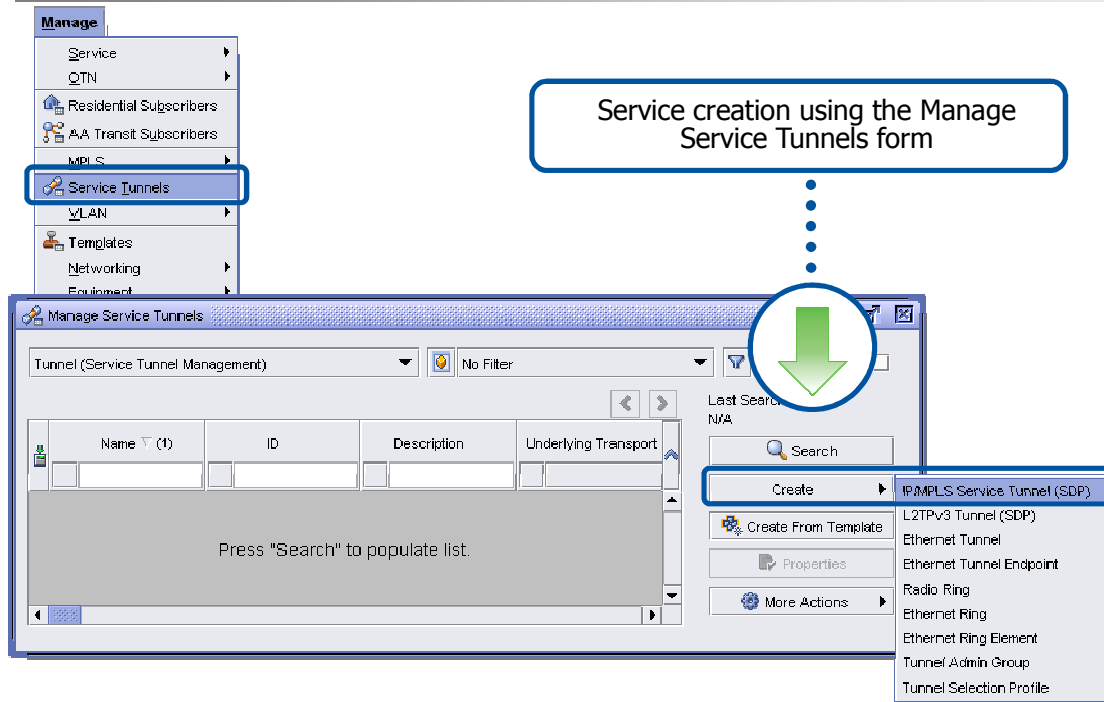 Manage
Service
OTN
Residential Subscribers
AA Transit Subscribers
MPLS
Service Tunnels
VLAN
Templates
Networking
Equipment
Service creation using the Manage
Service Tunnels form
Manage Service Tunnels
Tunnel (Service Tunnel Management)
No Filter
Last Searc
N/A
Name (1)
ID
Description
Underlying Transport
Press "Search" to populate list.
Search
Create
Create From Template
Properties
More Actions
IP/MPLS Service Tunnel (SDP)
L2TPv3 Tunnel (SDP)
Ethernet Tunnel
Ethernet Tunnel Endpoint
Radio Ring
Ethernet Ring
Ethernet Ring Element
Tunnel Admin Group
Tunnel Selection Profile